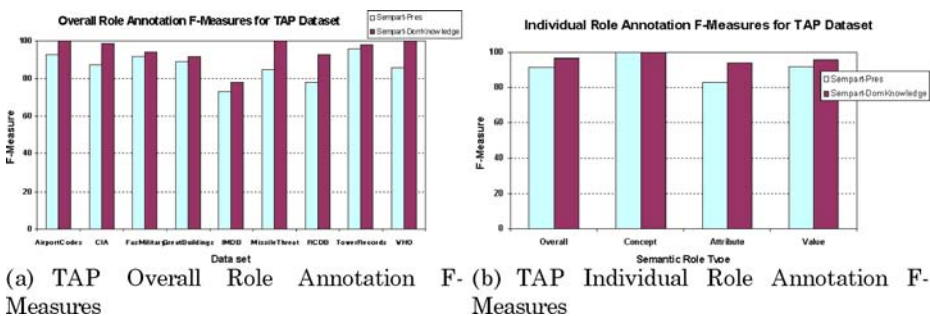 Overall Role Annotation F-Measures for TAP Dataset
Sempart-Pres
Sempart-DomKnowledge
100
80
60
40
20
0
F-Measure
AirportCodes CIA FasMilitary GreatBuildings IMDB MissileThreat RCDB TowerRecords WHO
Data set
(a) TAP Overall Role Annotation F-
Measures
Individual Role Annotation F-Measures for TAP Dataset
Sempart-Pres
Sempart-DomKnowledge
100
80
60
40
20
0
F-Measure
Overall Concept Attribute Value
Semantic Role Type
(b) TAP Individual Role Annotation F-
Measures